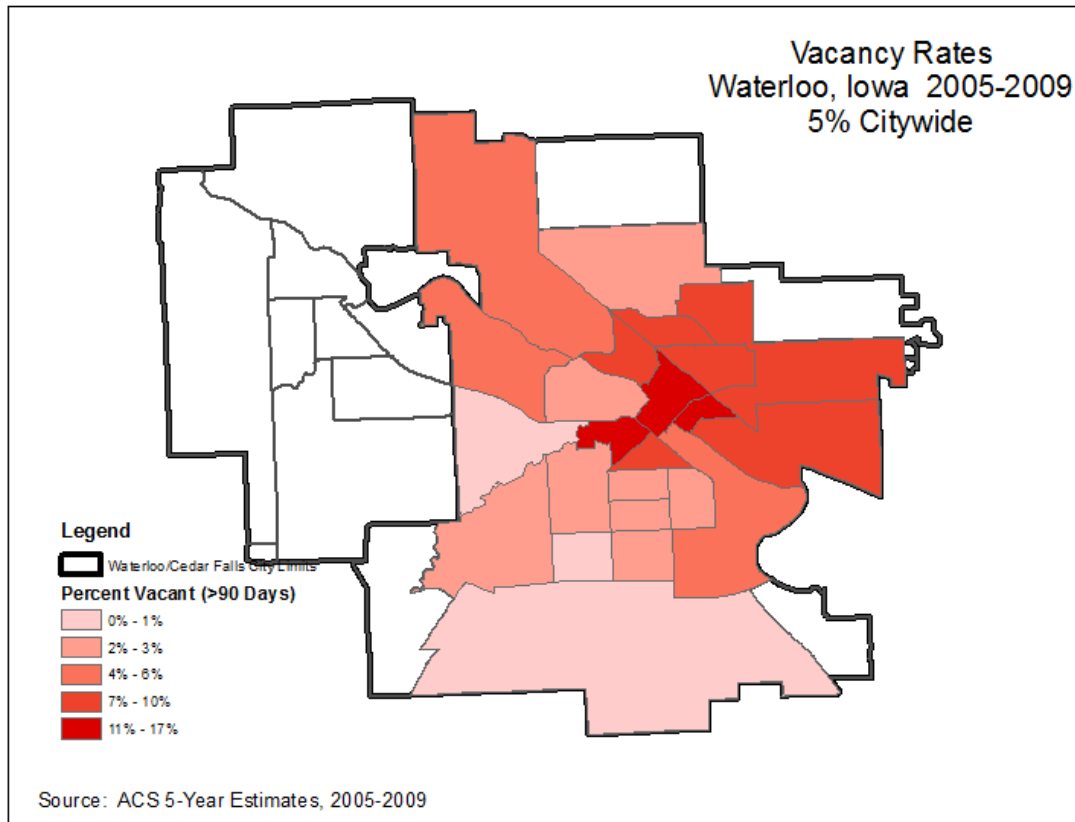 Vacancy Rates
Waterloo, Iowa 2005-2009
5% Citywide
Legend
Waterloo/Cedar Falls City Limits
Percent Vacant (>90 Days)
0% - 1%
2% - 3%
4% - 6%
7% - 10%
11% - 17%
Source: ACS 5-Year Estimates, 2005-2009